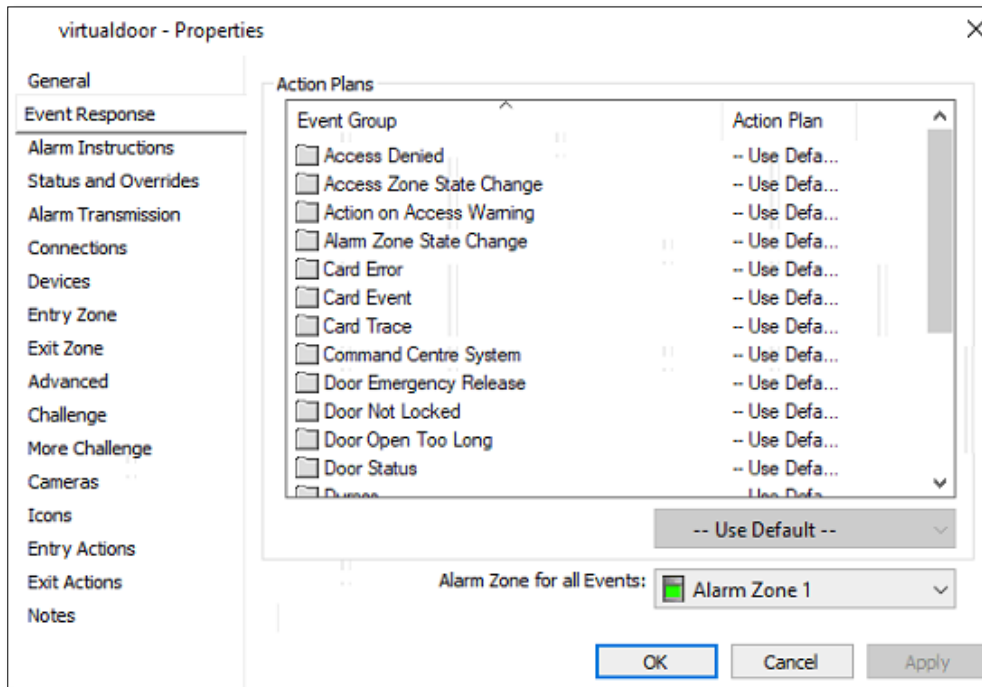 virtualdoor - Properties
General
Event Response
Alarm Instructions
Status and Overrides
Alarm Transmission
Connections
Devices
Entry Zone
Exit Zone
Advanced
Challenge
More Challenge
Cameras
Icons
Entry Actions
Exit Actions
Notes
Action Plans
Event Group Action Plan
Access Denied -- Use Defa...
Access Zone State Change -- Use Defa...
Action on Access Warning -- Use Defa...
Alarm Zone State Change -- Use Defa...
Card Error -- Use Defa...
Card Event -- Use Defa...
Card Trace -- Use Defa...
Command Centre System -- Use Defa...
Door Emergency Release -- Use Defa...
Door Not Locked -- Use Defa...
Door Open Too Long -- Use Defa...
Door Status -- Use Defa...
-- Use Default --
Alarm Zone for all Events: Alarm Zone 1
OK Cancel Apply